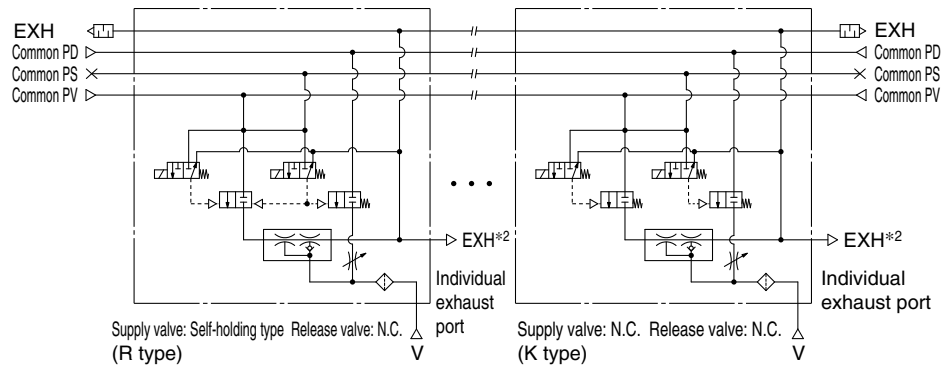 EXH
Common PD
Common PS
Common PV
EXH
Common PD
Common PS
Common PV
EXH*2
Individual
exhaust
port
V
Supply valve: Self-holding type Release valve: N.C.
(R type)
EXH*2
Individual
exhaust port
V
Supply valve: N.C. Release valve: N.C.
(K type)